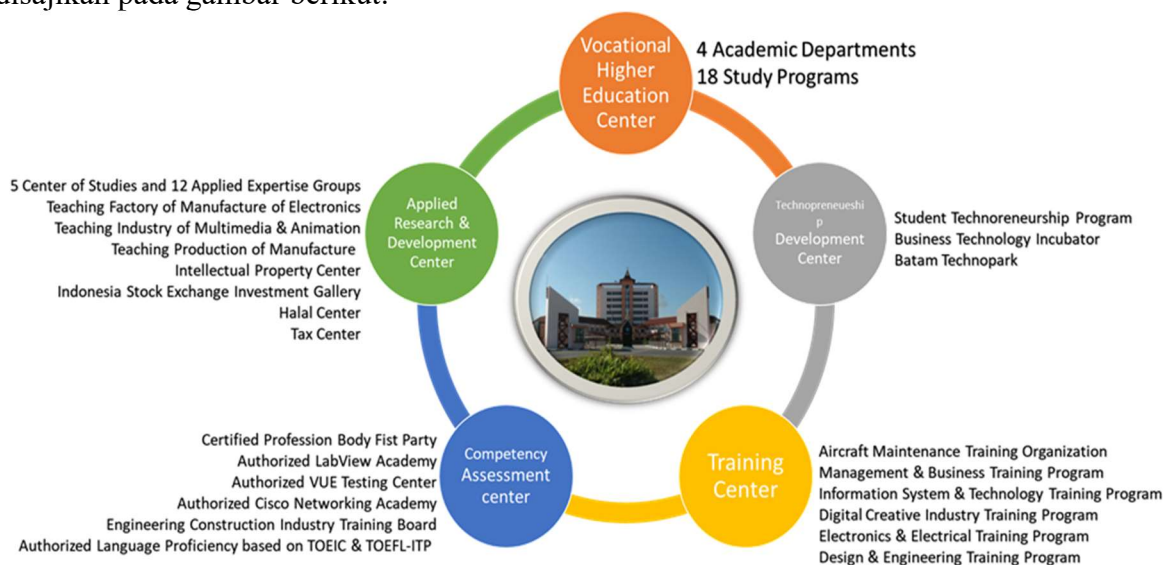 disajikan pada gambar berikut:
Vocational
Higher
Education
Center
4 Academic Departments
18 Study Programs
5 Center of Studies and 12 Applied Expertise Groups
Teaching Factory of Manufacture of Electronics
Teaching Industry of Multimedia & Animation
Teaching Production of Manufacture
Intellectual Property Center
Indonesia Stock Exchange Investment Gallery
Halal Center
Tax Center
Applied
Research &
Development
Center
Technopreneueshi
p
Development
Center
Student Technoreneurship Program
Business Technology Incubator
Batam Technopark
Certified Profession Body Fist Party
Authorized LabView Academy
Authorized VUE Testing Center
Authorized Cisco Networking Academy
Engineering Construction Industry Training Board
Authorized Language Proficiency based on TOEIC & TOEFL-ITP
Competency
Assessment
center
Training
Center
Aircraft Maintenance Training Organization
Management & Business Training Program
Information System & Technology Training Program
Digital Creative Industry Training Program
Electronics & Electrical Training Program
Design & Engineering Training Program